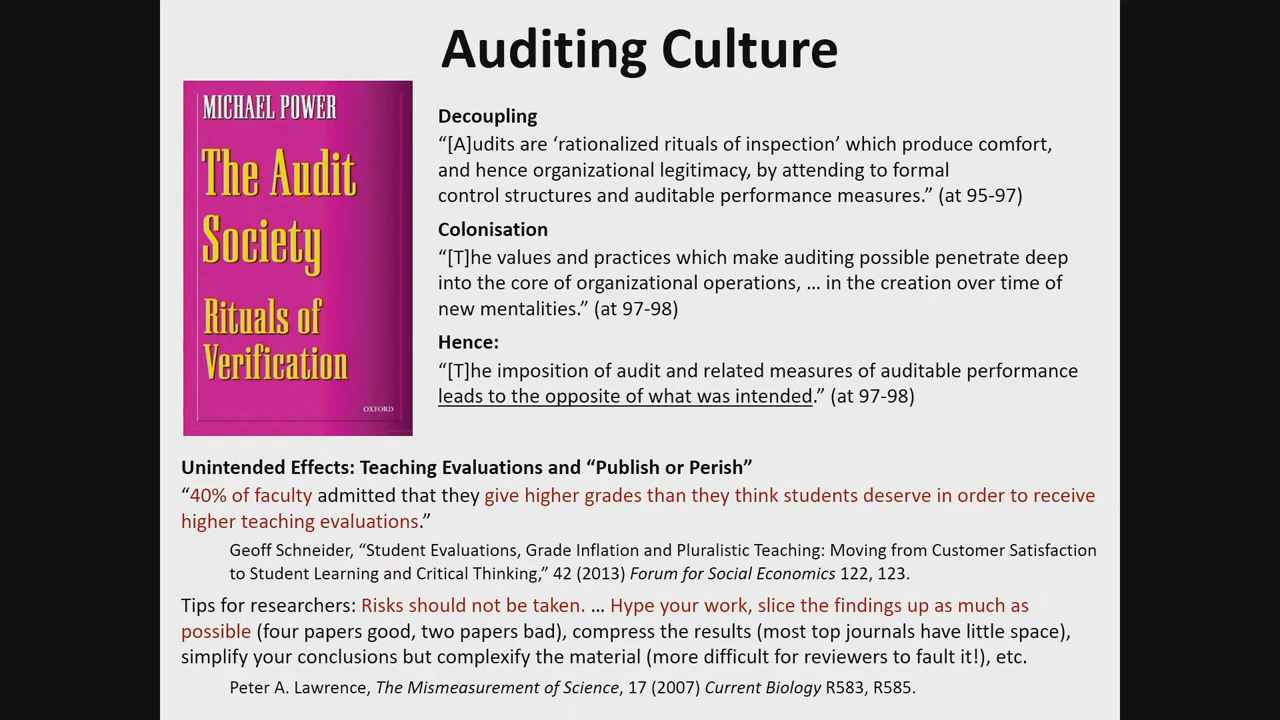 Auditing Culture
MICHAEL POWER
The Audit
Society
Rituals of
Verification
OXFORD
Decoupling
“[A]udits are ‘rationalized rituals of inspection’ which produce comfort,
and hence organizational legitimacy, by attending to formal
control structures and auditable performance measures.” (at 95-97)
Colonisation
“[T]he values and practices which make auditing possible penetrate deep
into the core of organizational operations, … in the creation over time of
new mentalities.” (at 97-98)
Hence:
“[T]he imposition of audit and related measures of auditable performance
leads to the opposite of what was intended.” (at 97-98)
Unintended Effects: Teaching Evaluations and “Publish or Perish”
“40% of faculty admitted that they give higher grades than they think students deserve in order to receive
higher teaching evaluations.”
Geoff Schneider, “Student Evaluations, Grade Inflation and Pluralistic Teaching: Moving from Customer Satisfaction
to Student Learning and Critical Thinking,” 42 (2013) Forum for Social Economics 122, 123.
Tips for researchers: Risks should not be taken. … Hype your work, slice the findings up as much as
possible (four papers good, two papers bad), compress the results (most top journals have little space),
simplify your conclusions but complexify the material (more difficult for reviewers to fault it!), etc.
Peter A. Lawrence, The Mismeasurement of Science, 17 (2007) Current Biology R583, R585.